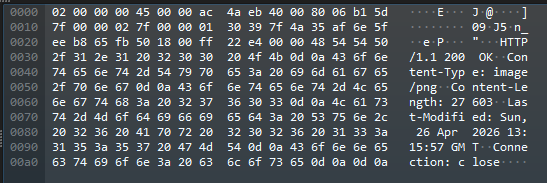 0000 02 00 00 00 45 00 00 ac 4a eb 40 00 80 06 b1 5d ····E··· J·@····]
0010 7f 00 00 02 7f 00 00 01 30 39 7f 4a 35 af 6e 5f ········ 09·J5·n_
0020 ee b8 65 fb 50 18 00 ff 22 e4 00 00 48 54 54 50 ··e·P··· "···HTTP
0030 2f 31 2e 31 20 32 30 30 20 4f 4b 0d 0a 43 6f 6e /1.1 200  OK··Con
0040 74 65 6e 74 2d 54 79 70 65 3a 20 69 6d 61 67 65 tent-Typ e: image
0050 2f 70 6e 67 0d 0a 43 6f 6e 74 65 6e 74 2d 4c 65 /png··Co ntent-Le
0060 6e 67 74 68 3a 20 32 37 36 30 33 0d 0a 4c 61 73 ngth: 27 603··Las
0070 74 2d 4d 6f 64 69 66 69 65 64 3a 20 53 75 6e 2c t-Modifi ed: Sun,
0080 20 32 36 20 41 70 72 20 32 30 32 36 20 31 33 3a  26 Apr  2026 13:
0090 31 35 3a 35 37 20 47 4d 54 0d 0a 43 6f 6e 6e 65 15:57 GM T··Conne
00a0 63 74 69 6f 6e 3a 20 63 6c 6f 73 65 0d 0a 0d 0a ction: c lose····